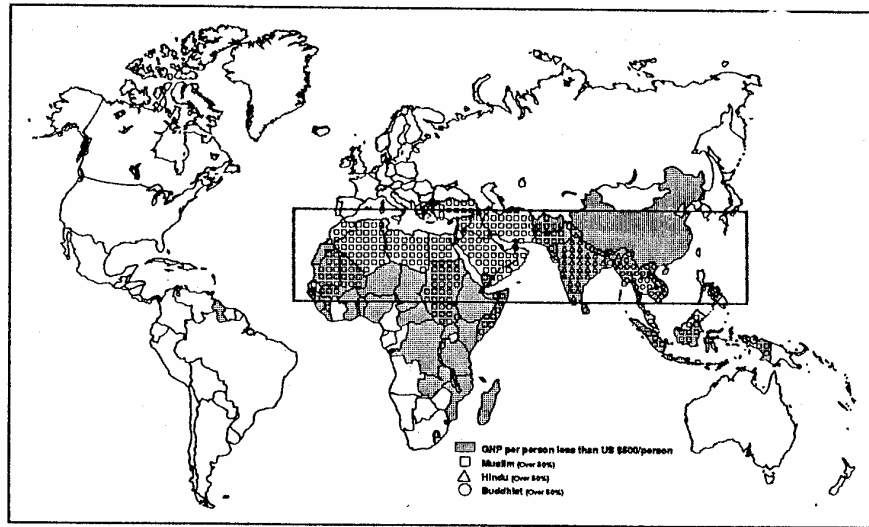 GNP per person less than US $500/person
Muslim (Over 50%)
Hindu (Over 50%)
Buddhist (Over 50%)